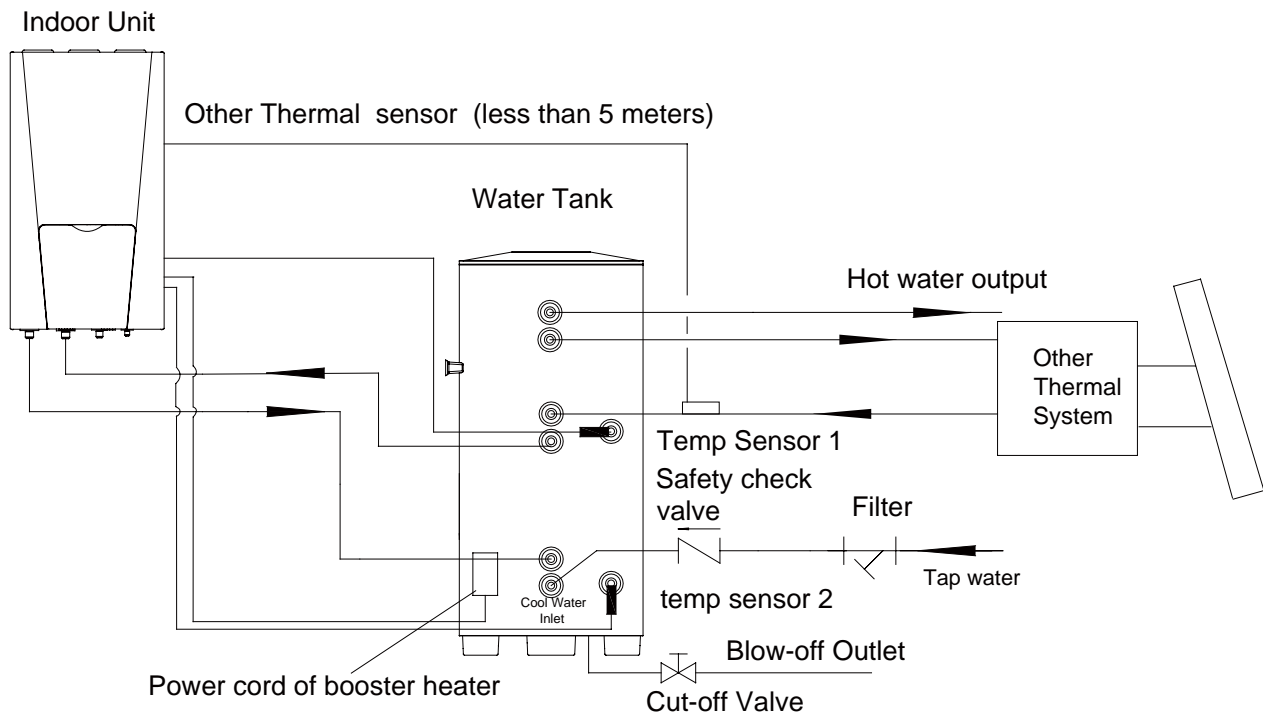 Indoor Unit
Other Thermal sensor (less than 5 meters)
Water Tank
Hot water output
Other
Thermal
System
Temp Sensor 1
Safety check
valve
Filter
Tap water
Cool Water
Inlet
temp sensor 2
Blow-off Outlet
Power cord of booster heater
Cut-off Valve